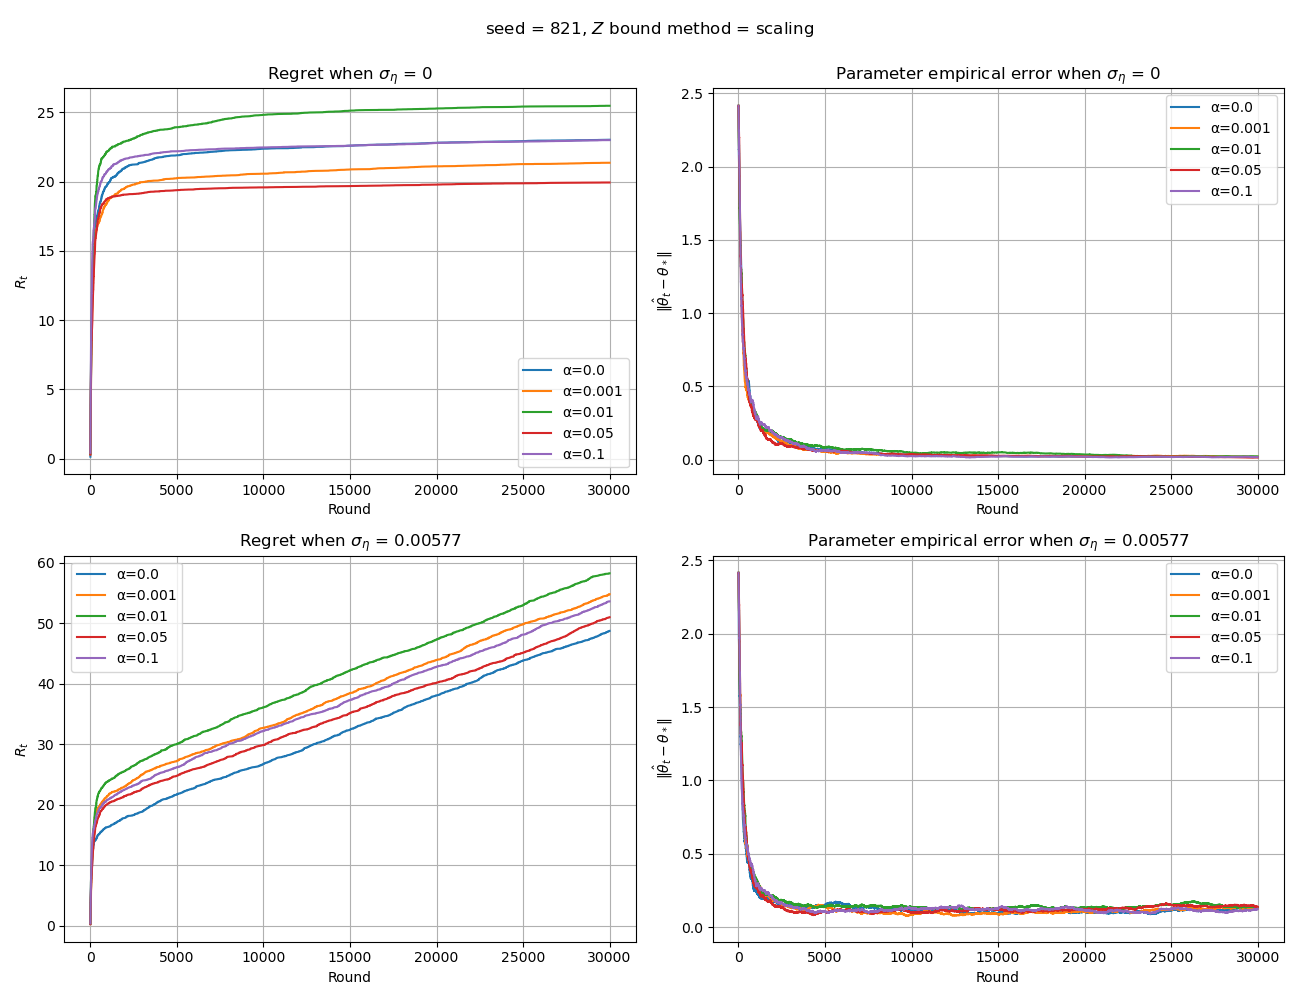 seed = 821, Z bound method = scaling
Regret when ση = 0
R_t
25
20
15
10
5
0
α=0.0
α=0.001
α=0.01
α=0.05
α=0.1
0 5000 10000 15000 20000 25000 30000
Round
Parameter empirical error when ση = 0
‖θ̂_t − θ_*‖
2.5
2.0
1.5
1.0
0.5
0.0
α=0.0
α=0.001
α=0.01
α=0.05
α=0.1
0 5000 10000 15000 20000 25000 30000
Round
Regret when ση = 0.00577
R_t
60
50
40
30
20
10
0
α=0.0
α=0.001
α=0.01
α=0.05
α=0.1
0 5000 10000 15000 20000 25000 30000
Round
Parameter empirical error when ση = 0.00577
‖θ̂_t − θ_*‖
2.5
2.0
1.5
1.0
0.5
0.0
α=0.0
α=0.001
α=0.01
α=0.05
α=0.1
0 5000 10000 15000 20000 25000 30000
Round